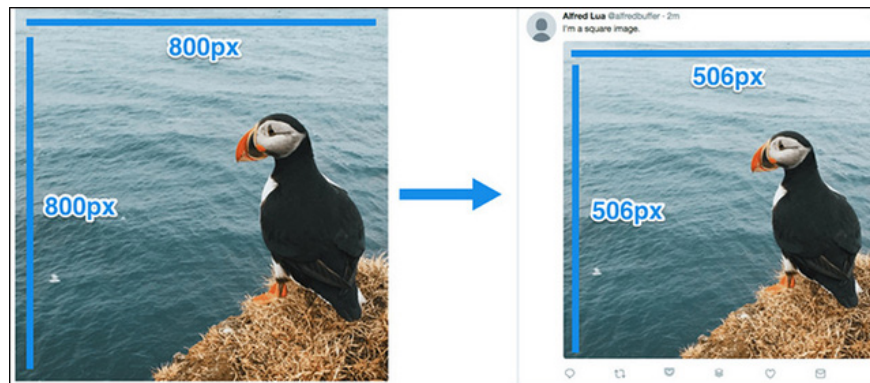 800px
800px
Alfred Lua @alfredbuffer · 2m
I'm a square image.
506px
506px